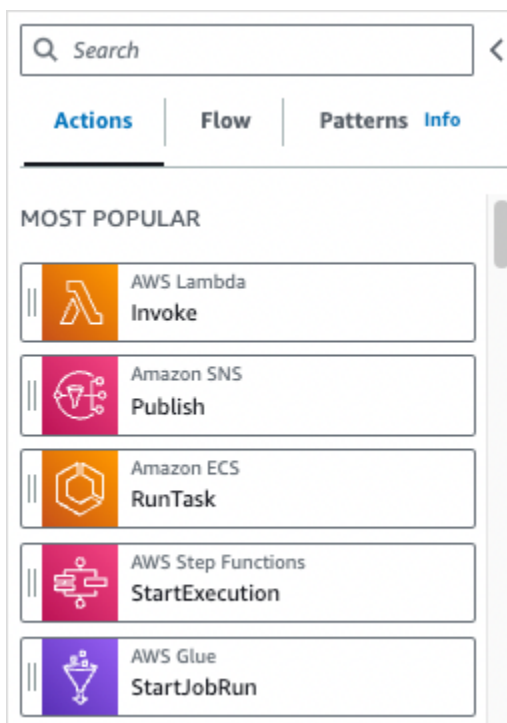 Search
Actions Flow Patterns Info
MOST POPULAR
AWS Lambda
Invoke
Amazon SNS
Publish
Amazon ECS
RunTask
AWS Step Functions
StartExecution
AWS Glue
StartJobRun